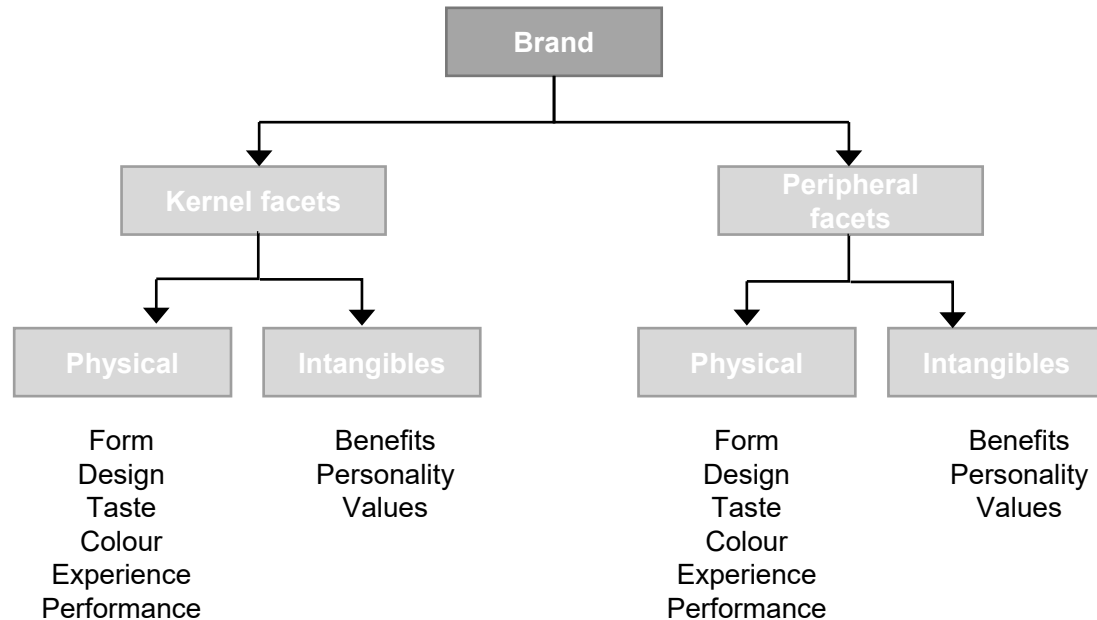 Brand
Kernel facets
Peripheral
facets
Physical
Intangibles
Physical
Intangibles
Form
Design
Taste
Colour
Experience
Performance
Benefits
Personality
Values
Form
Design
Taste
Colour
Experience
Performance
Benefits
Personality
Values